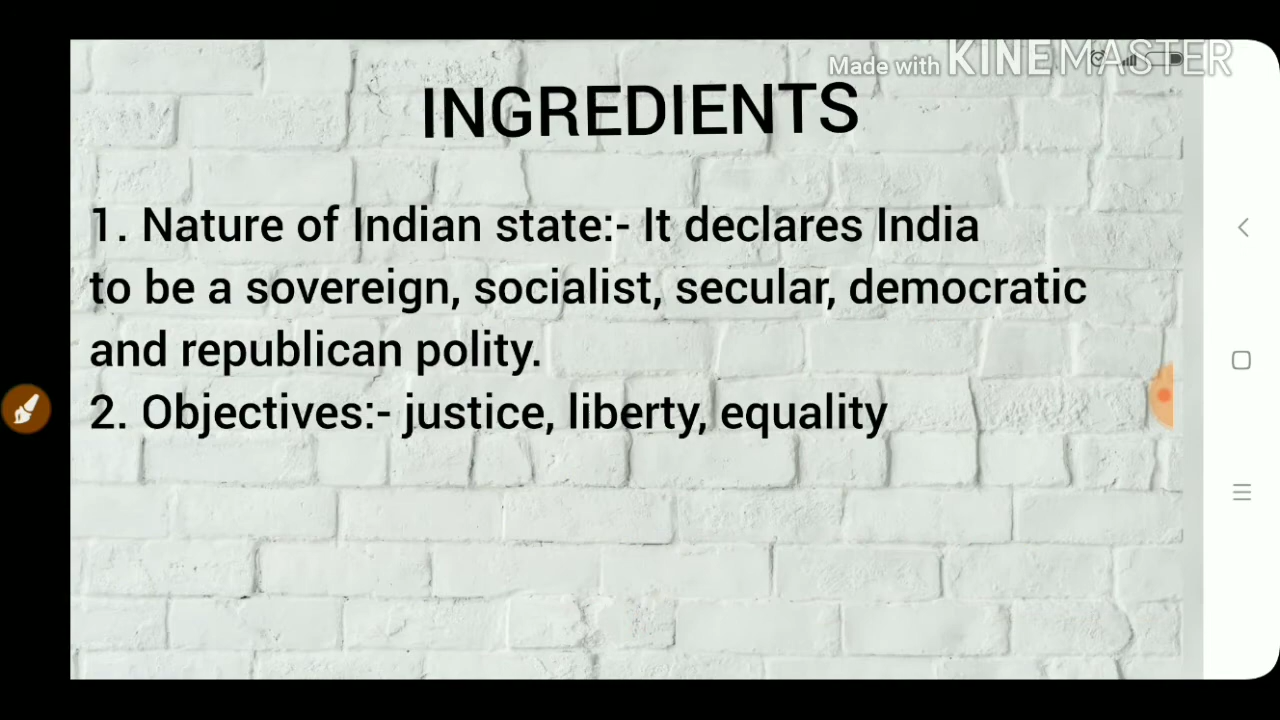 Made with KINEMASTER
INGREDIENTS
1. Nature of Indian state:- It declares India
to be a sovereign, socialist, secular, democratic
and republican polity.
2. Objectives:- justice, liberty, equality